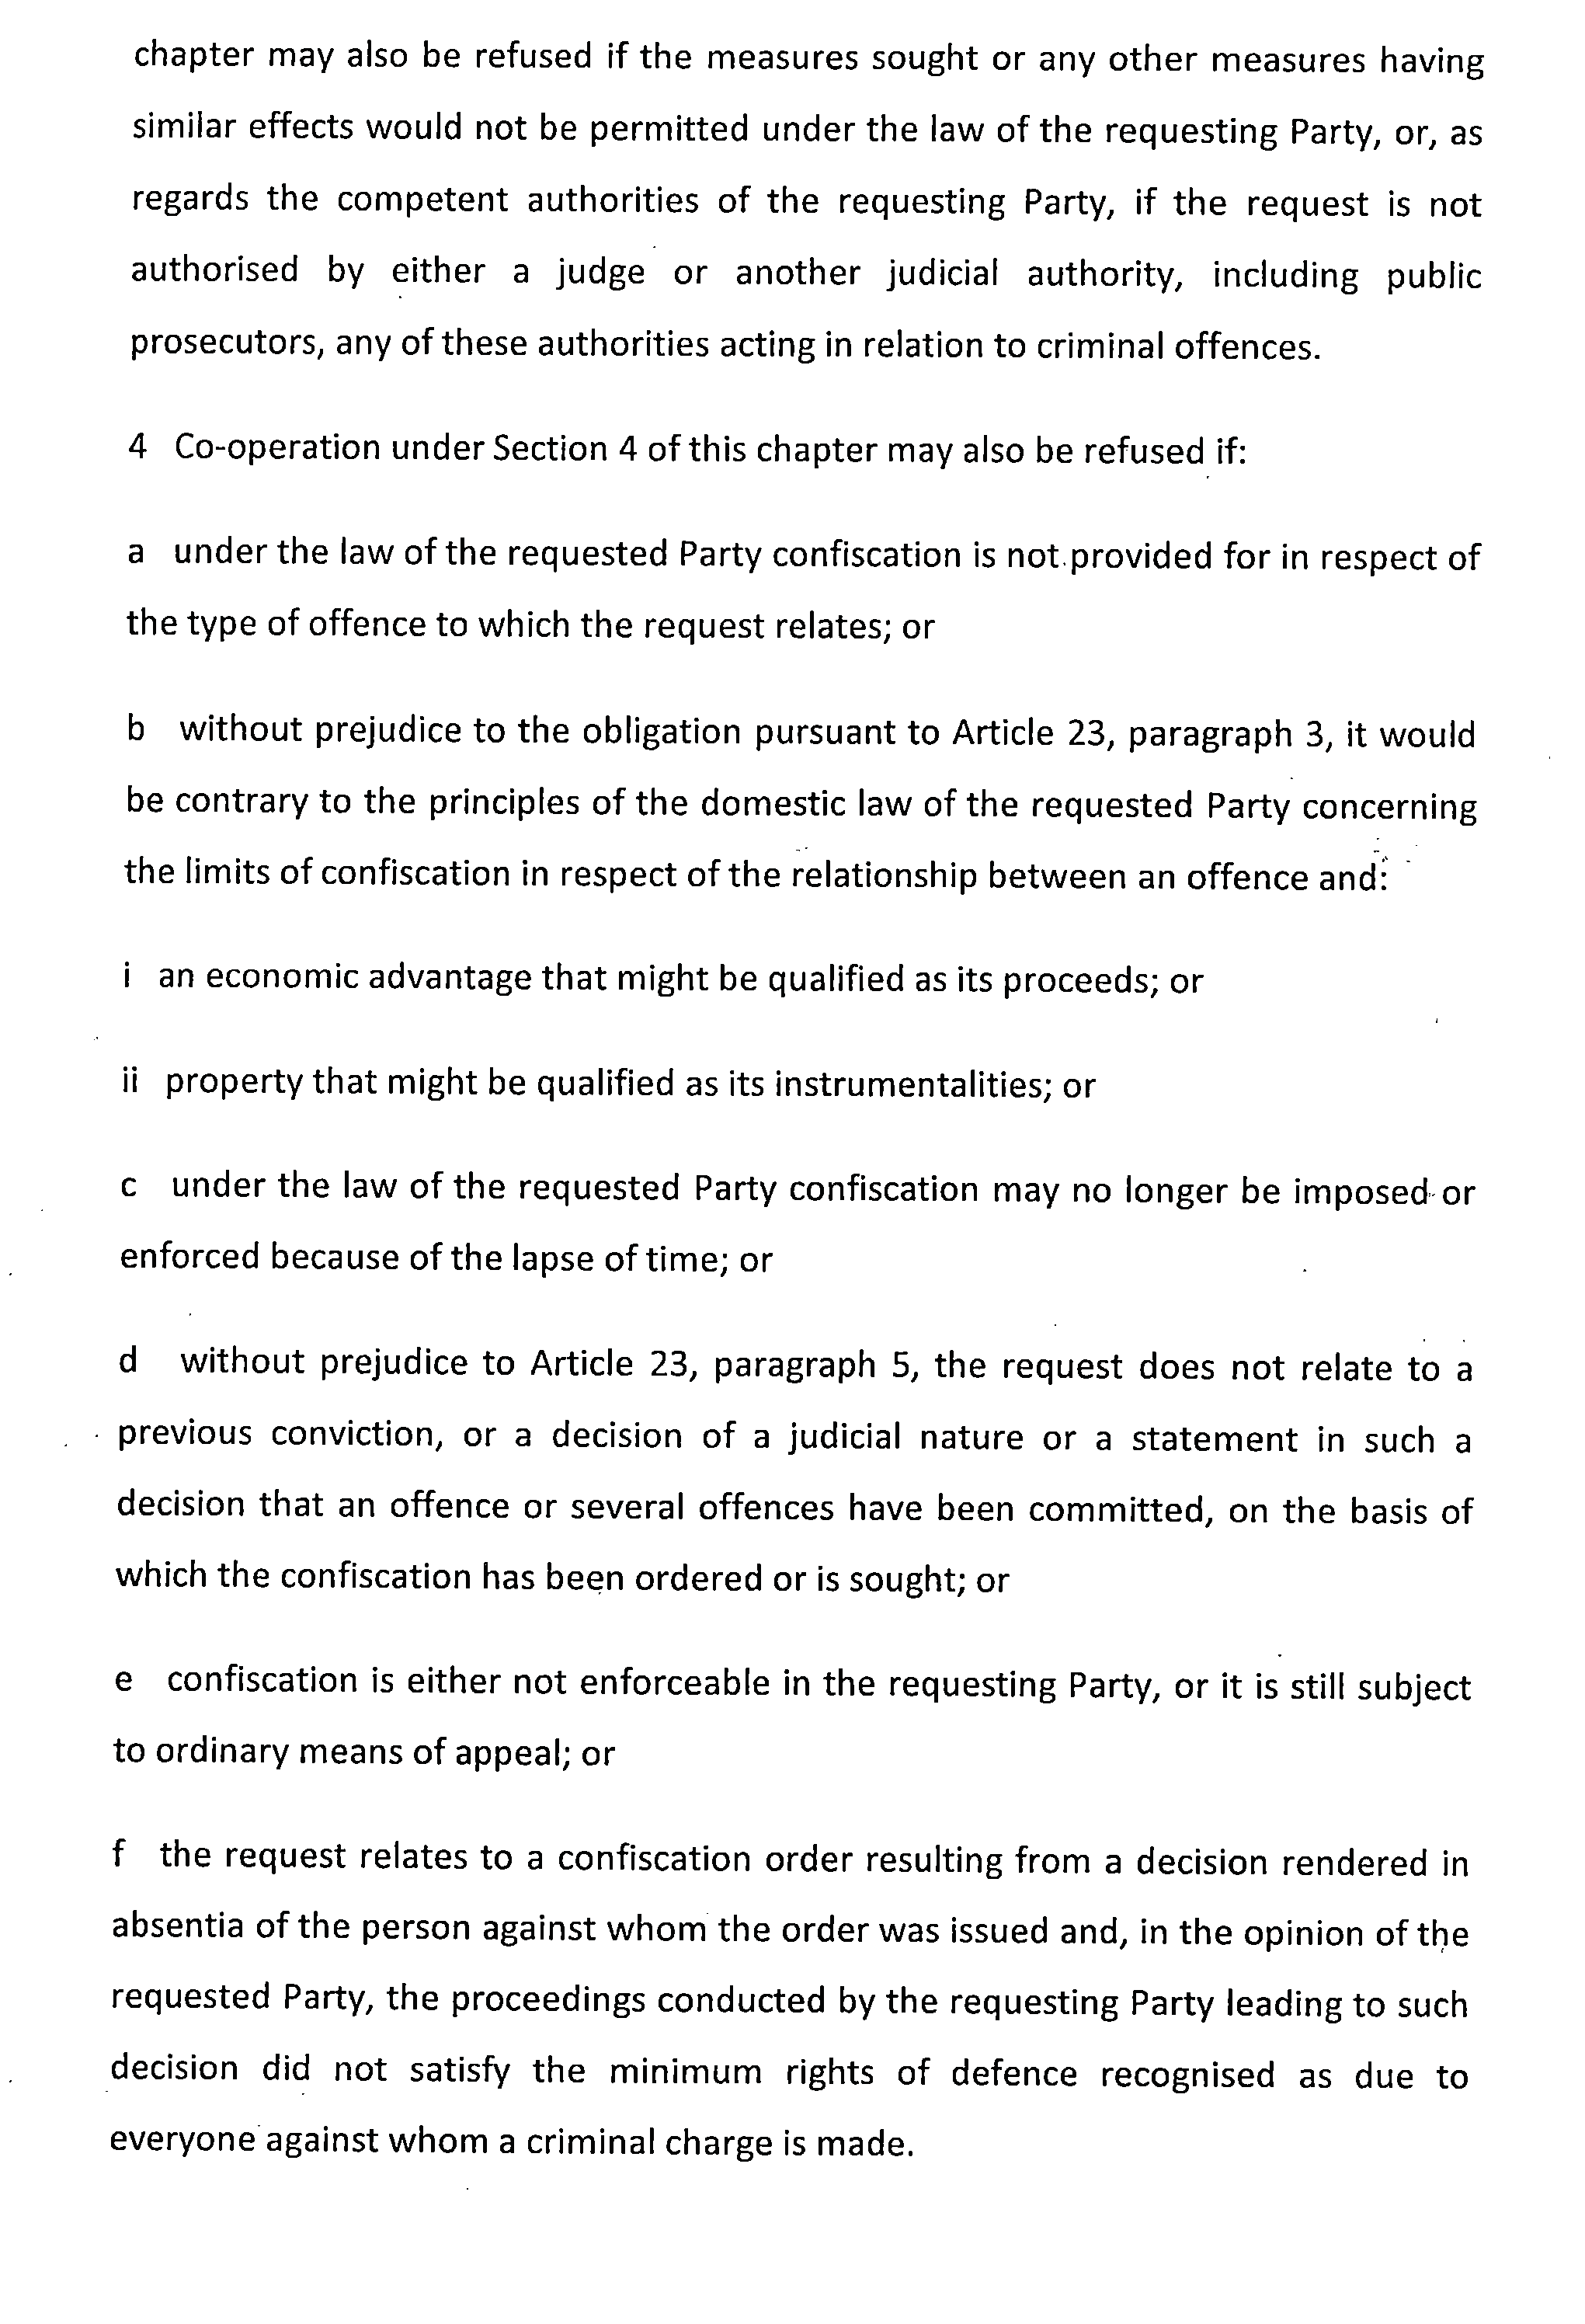 chapter may also be refused if the measures sought or any other measures having
similar effects would not be permitted under the law of the requesting Party, or, as
regards the competent authorities of the requesting Party, if the request is not
authorised by either a judge or another judicial authority, including public
prosecutors, any of these authorities acting in relation to criminal offences.
4 Co-operation under Section 4 of this chapter may also be refused if:
a under the law of the requested Party confiscation is not provided for in respect of
the type of offence to which the request relates; or
b without prejudice to the obligation pursuant to Article 23, paragraph 3, it would
be contrary to the principles of the domestic law of the requested Party concerning
the limits of confiscation in respect of the relationship between an offence and:
i an economic advantage that might be qualified as its proceeds; or
ii property that might be qualified as its instrumentalities; or
c under the law of the requested Party confiscation may no longer be imposed or
enforced because of the lapse of time; or
d without prejudice to Article 23, paragraph 5, the request does not relate to a
previous conviction, or a decision of a judicial nature or a statement in such a
decision that an offence or several offences have been committed, on the basis of
which the confiscation has been ordered or is sought; or
e confiscation is either not enforceable in the requesting Party, or it is still subject
to ordinary means of appeal; or
f the request relates to a confiscation order resulting from a decision rendered in
absentia of the person against whom the order was issued and, in the opinion of the
requested Party, the proceedings conducted by the requesting Party leading to such
decision did not satisfy the minimum rights of defence recognised as due to
everyone against whom a criminal charge is made.